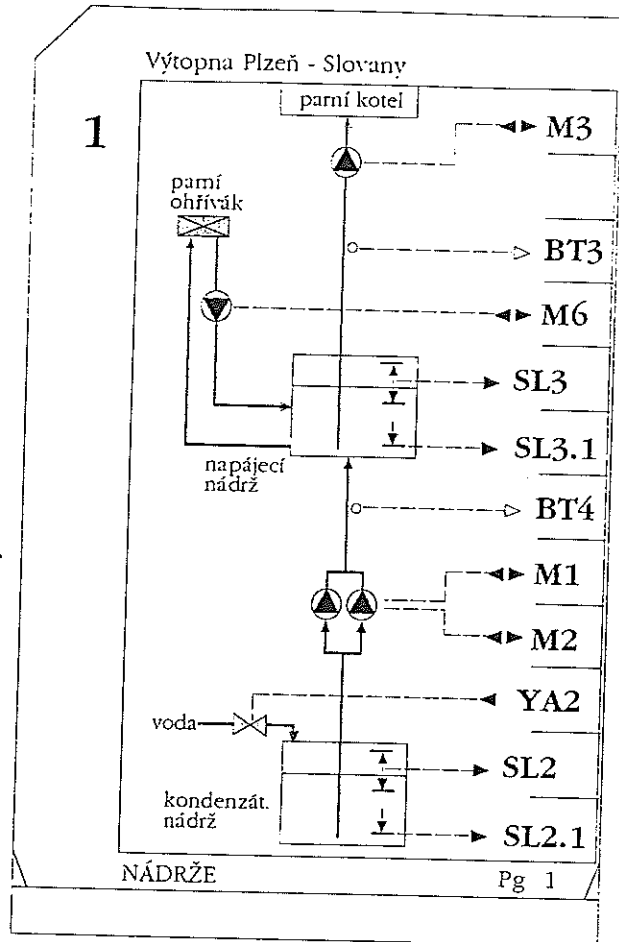 Výtopna Plzeň - Slovany
1
parní kotel
M3
parní
ohřívák
BT3
M6
SL3
SL3.1
napájecí
nádrž
BT4
M1
M2
YA2
voda
SL2
kondenzát.
nádrž
SL2.1
NÁDRŽE
Pg 1